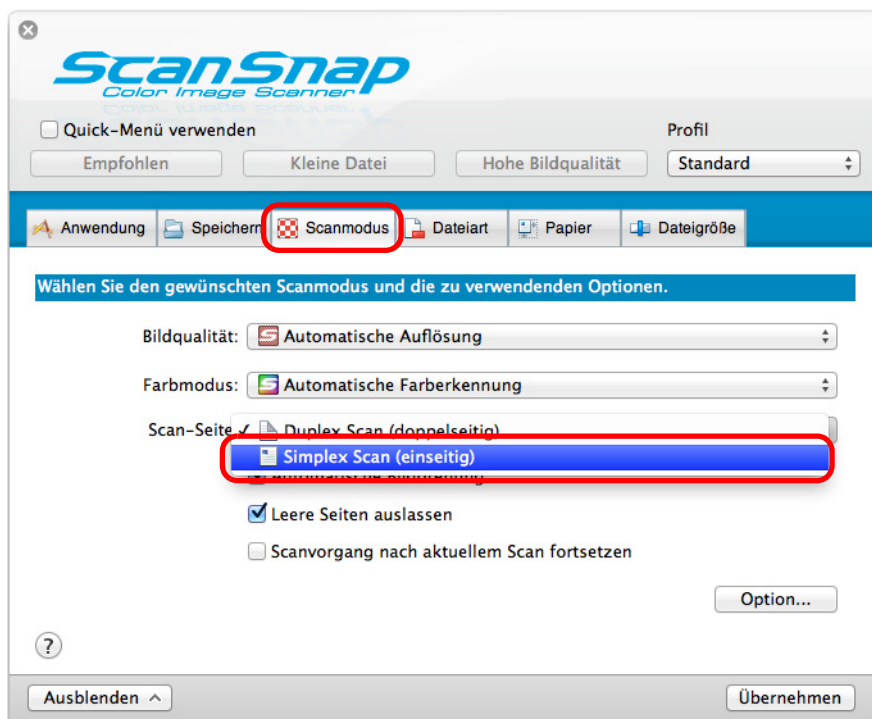 ScanSnap
Color Image Scanner
Quick-Menü verwenden
Profil
Empfohlen Kleine Datei Hohe Bildqualität Standard
Anwendung Speichern Scanmodus Dateiart Papier Dateigröße
Wählen Sie den gewünschten Scanmodus und die zu verwendenden Optionen.
Bildqualität: Automatische Auflösung
Farbmodus: Automatische Farberkennung
Scan-Seite ✓ Duplex Scan (doppelseitig)
Simplex Scan (einseitig)
Automatische Bilddrehung
Leere Seiten auslassen
Scanvorgang nach aktuellem Scan fortsetzen
Option...
?
Ausblenden Übernehmen